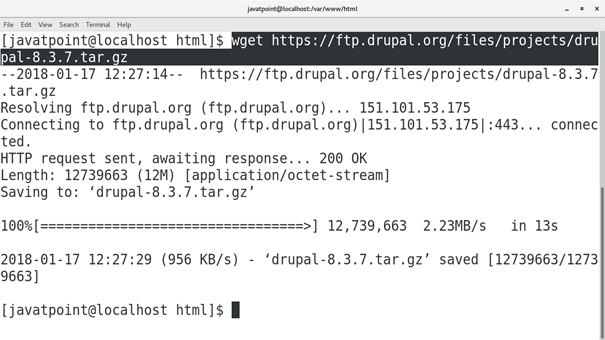 javatpoint@localhost:/var/www/html
File Edit View Search Terminal Help
[javatpoint@localhost html]$ wget https://ftp.drupal.org/files/projects/dru
pal-8.3.7.tar.gz
--2018-01-17 12:27:14-- https://ftp.drupal.org/files/projects/drupal-8.3.7
.tar.gz
Resolving ftp.drupal.org (ftp.drupal.org)... 151.101.53.175
Connecting to ftp.drupal.org (ftp.drupal.org)|151.101.53.175|:443... connec
ted.
HTTP request sent, awaiting response... 200 OK
Length: 12739663 (12M) [application/octet-stream]
Saving to: ‘drupal-8.3.7.tar.gz’
100%[=================================>] 12,739,663 2.23MB/s in 13s
2018-01-17 12:27:29 (956 KB/s) - ‘drupal-8.3.7.tar.gz’ saved [12739663/1273
9663]
[javatpoint@localhost html]$